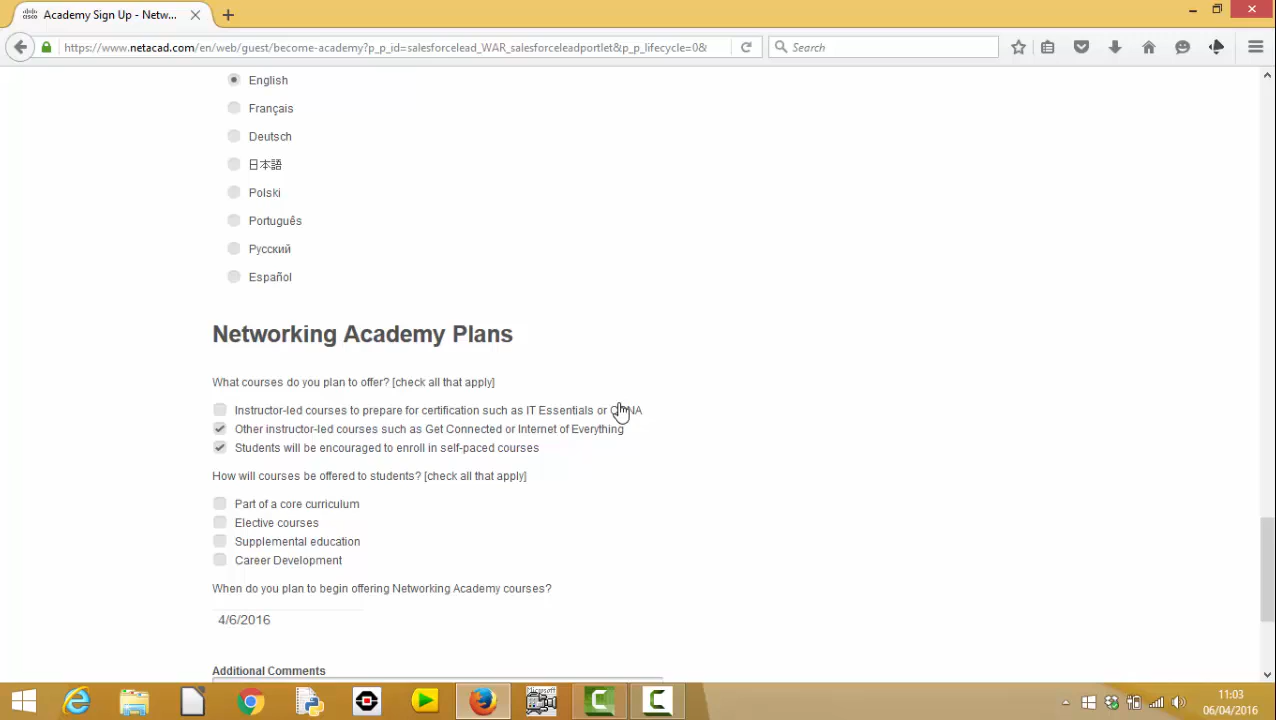 Academy Sign Up - Netw...
https://www.netacad.com/en/web/guest/become-academy?p_p_id=salesforcelead_WAR_salesforceleadportlet&p_p_lifecycle=0&
Search
English
Français
Deutsch
日本語
Polski
Português
Русский
Español
Networking Academy Plans
What courses do you plan to offer? [check all that apply]
Instructor-led courses to prepare for certification such as IT Essentials or
Other instructor-led courses such as Get Connected or Internet of Everything
Students will be encouraged to enroll in self-paced courses
How will courses be offered to students? [check all that apply]
Part of a core curriculum
Elective courses
Supplemental education
Career Development
When do you plan to begin offering Networking Academy courses?
4/6/2016
Additional Comments
11:03
06/04/2016